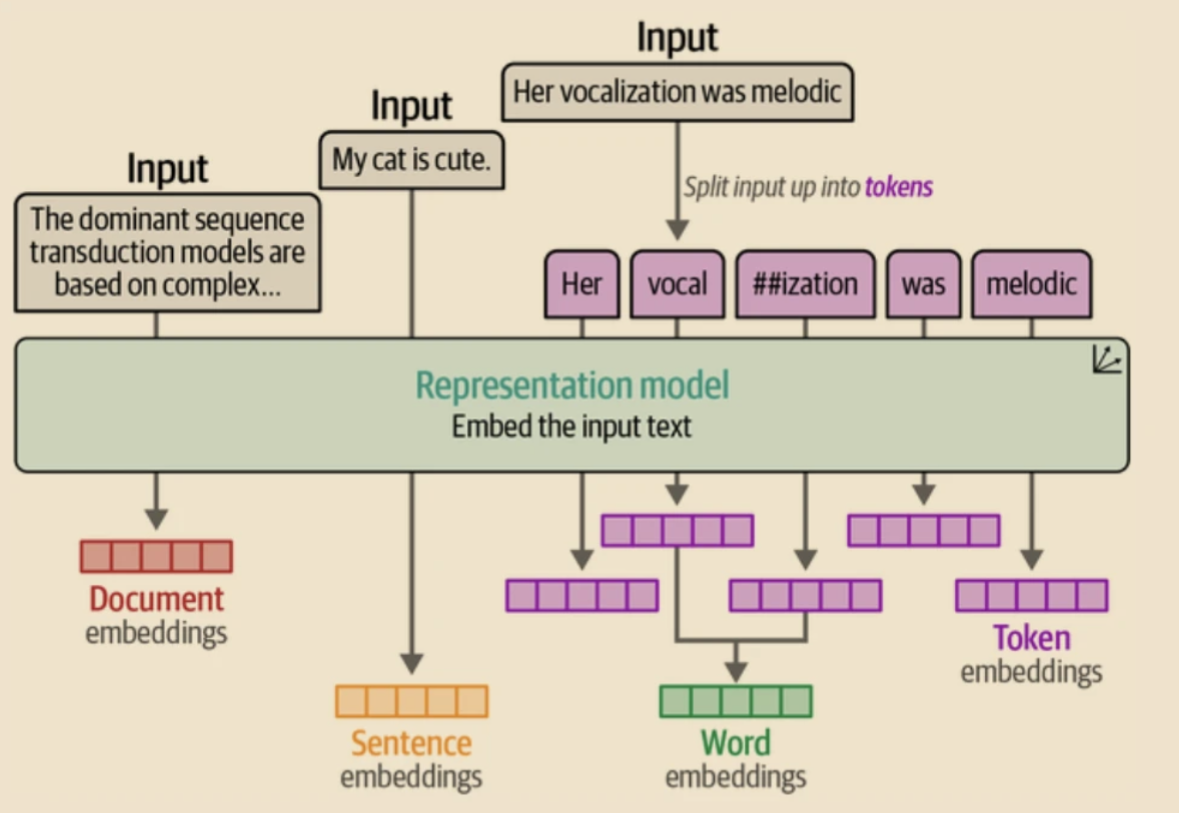 Input
Her vocalization was melodic
Input
My cat is cute.
Input
The dominant sequence
transduction models are
based on complex...
Split input up into tokens
Her
vocal
##ization
was
melodic
Representation model
Embed the input text
Document
embeddings
Sentence
embeddings
Word
embeddings
Token
embeddings